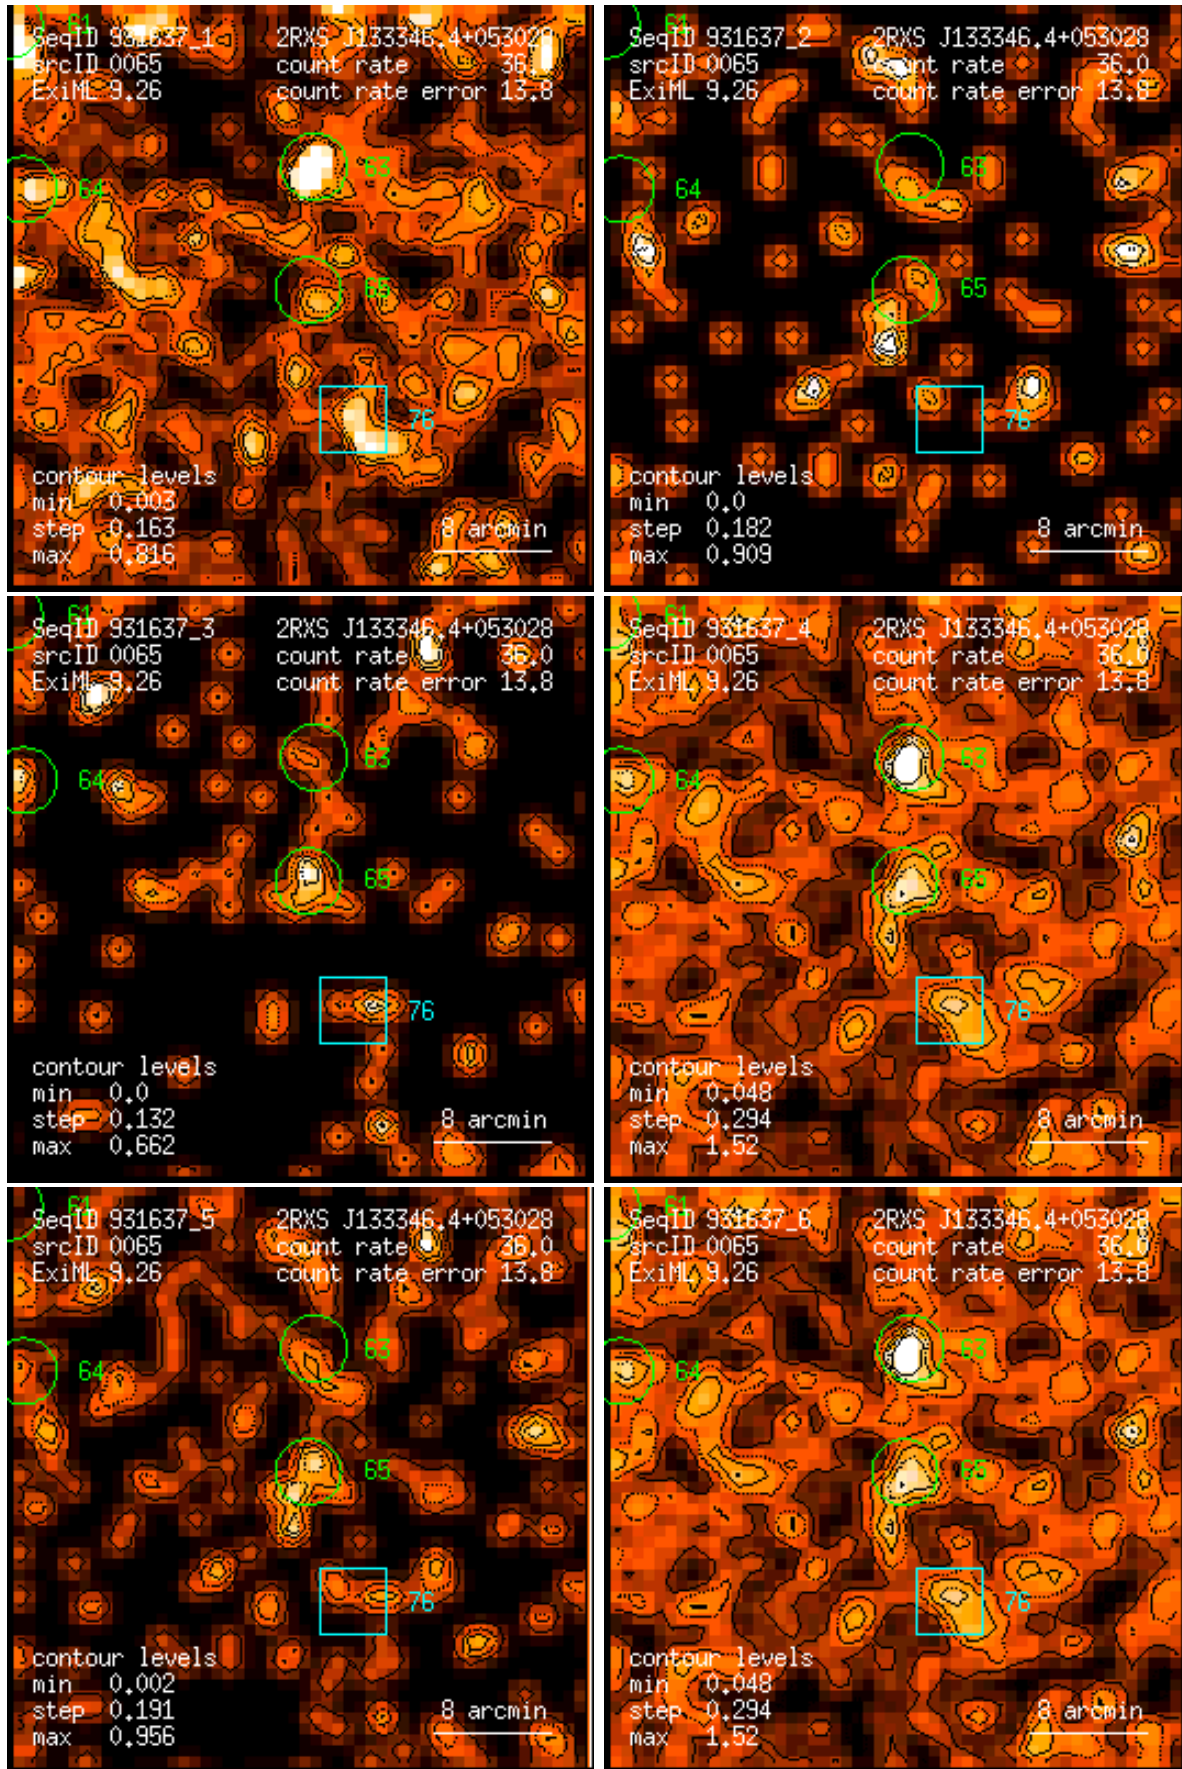 61
SeqID 931637_1 2RXS J133346.4+053028
srcID 0065 count rate 36.0
ExiML 9.26 count rate error 13.8
63
64
65
76
contour levels
min 0.003
step 0.163 8 arcmin
max 0.816
61
SeqID 931637_2 2RXS J133346.4+053028
srcID 0065 count rate 36.0
ExiML 9.26 count rate error 13.8
63
64
65
76
contour levels
min 0.0
step 0.182 8 arcmin
max 0.909
61
SeqID 931637_3 2RXS J133346.4+053028
srcID 0065 count rate 36.0
ExiML 9.26 count rate error 13.8
63
64
65
76
contour levels
min 0.0
step 0.132 8 arcmin
max 0.662
61
SeqID 931637_4 2RXS J133346.4+053028
srcID 0065 count rate 36.0
ExiML 9.26 count rate error 13.8
63
64
65
76
contour levels
min 0.048
step 0.294 8 arcmin
max 1.52
61
SeqID 931637_5 2RXS J133346.4+053028
srcID 0065 count rate 36.0
ExiML 9.26 count rate error 13.8
63
64
65
76
contour levels
min 0.002
step 0.191 8 arcmin
max 0.956
61
SeqID 931637_6 2RXS J133346.4+053028
srcID 0065 count rate 36.0
ExiML 9.26 count rate error 13.8
63
64
65
76
contour levels
min 0.048
step 0.294 8 arcmin
max 1.52